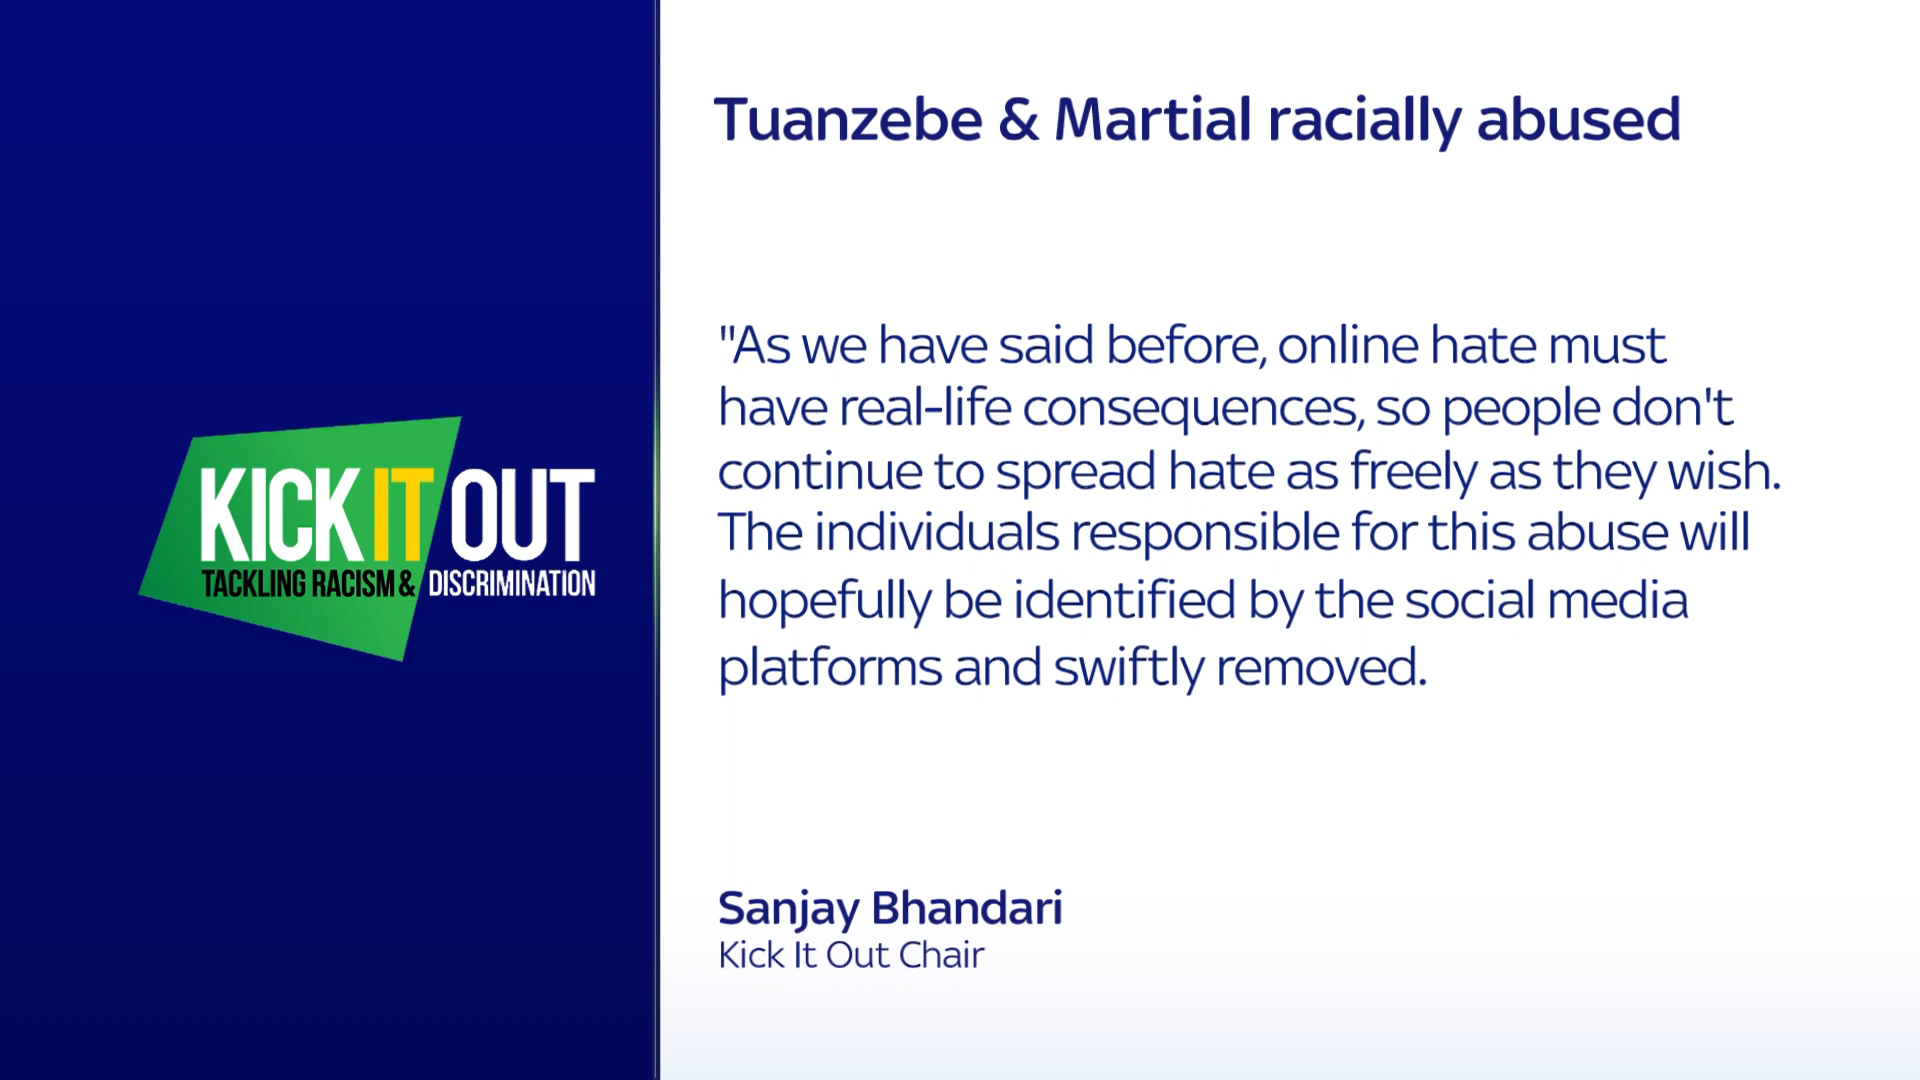 KICK IT OUT
TACKLING RACISM & DISCRIMINATION
Tuanzebe & Martial racially abused
"As we have said before, online hate must
have real-life consequences, so people don't
continue to spread hate as freely as they wish.
The individuals responsible for this abuse will
hopefully be identified by the social media
platforms and swiftly removed.
Sanjay Bhandari
Kick It Out Chair